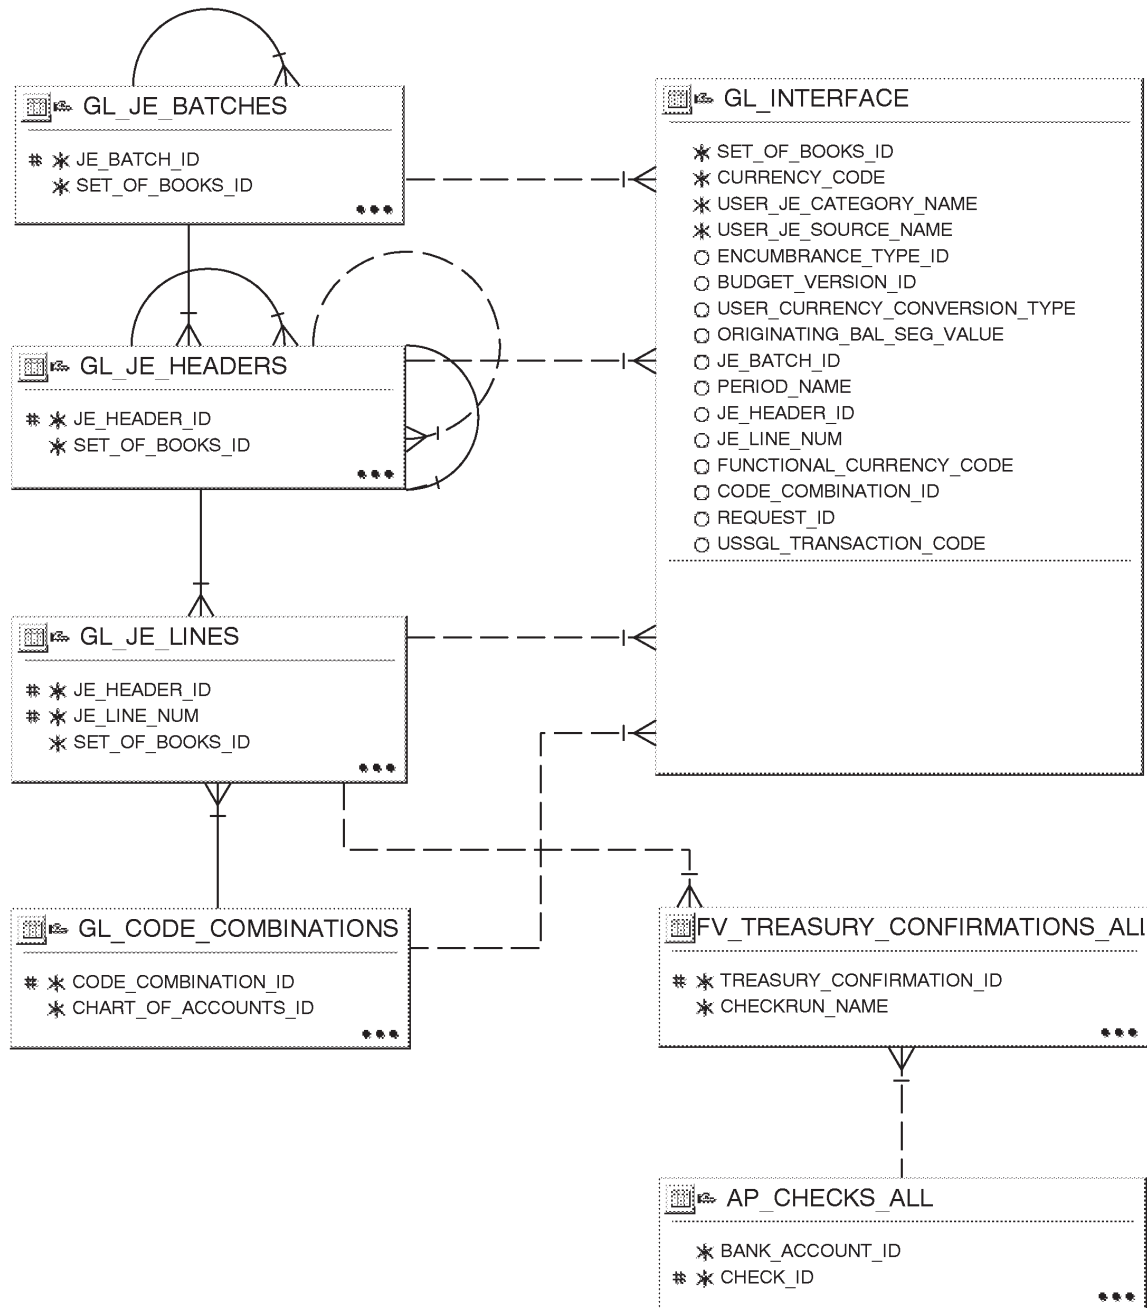 GL_JE_BATCHES
# * JE_BATCH_ID
* SET_OF_BOOKS_ID
GL_JE_HEADERS
# * JE_HEADER_ID
* SET_OF_BOOKS_ID
GL_JE_LINES
# * JE_HEADER_ID
# * JE_LINE_NUM
* SET_OF_BOOKS_ID
GL_CODE_COMBINATIONS
# * CODE_COMBINATION_ID
* CHART_OF_ACCOUNTS_ID
GL_INTERFACE
* SET_OF_BOOKS_ID
* CURRENCY_CODE
* USER_JE_CATEGORY_NAME
* USER_JE_SOURCE_NAME
ENCUMBRANCE_TYPE_ID
BUDGET_VERSION_ID
USER_CURRENCY_CONVERSION_TYPE
ORIGINATING_BAL_SEG_VALUE
JE_BATCH_ID
PERIOD_NAME
JE_HEADER_ID
JE_LINE_NUM
FUNCTIONAL_CURRENCY_CODE
CODE_COMBINATION_ID
REQUEST_ID
USSGL_TRANSACTION_CODE
FV_TREASURY_CONFIRMATIONS_ALL
# * TREASURY_CONFIRMATION_ID
* CHECKRUN_NAME
AP_CHECKS_ALL
* BANK_ACCOUNT_ID
# * CHECK_ID